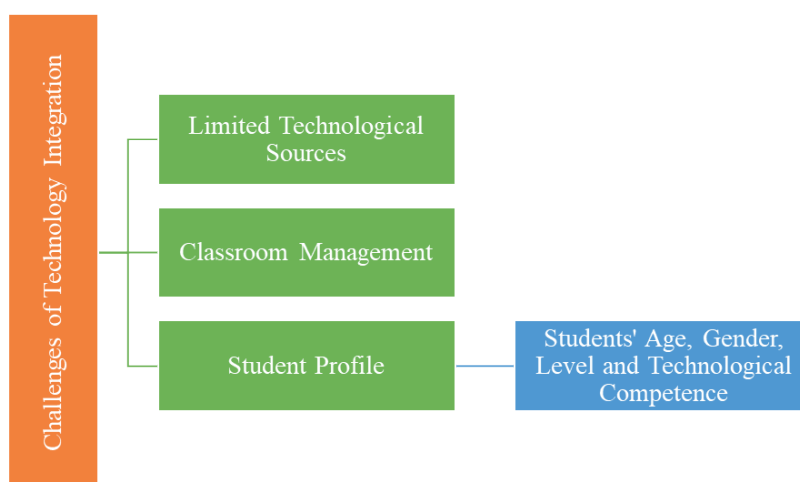 Challenges of Technology Integration
Limited Technological
Sources
Classroom Management
Student Profile
Students' Age, Gender,
Level and Technological
Competence